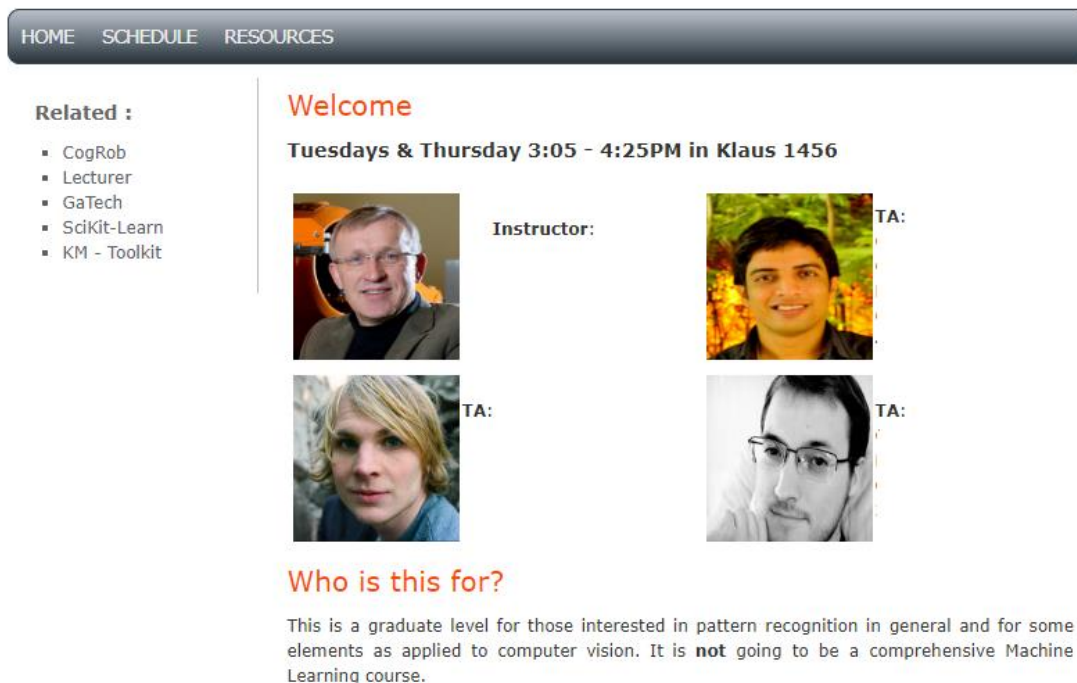 HOME SCHEDULE RESOURCES
Related :
CogRob
Lecturer
GaTech
SciKit-Learn
KM - Toolkit
Welcome
Tuesdays & Thursday 3:05 - 4:25PM in Klaus 1456
Instructor:
TA:
TA:
TA:
Who is this for?
This is a graduate level for those interested in pattern recognition in general and for some
elements as applied to computer vision. It is not going to be a comprehensive Machine
Learning course.